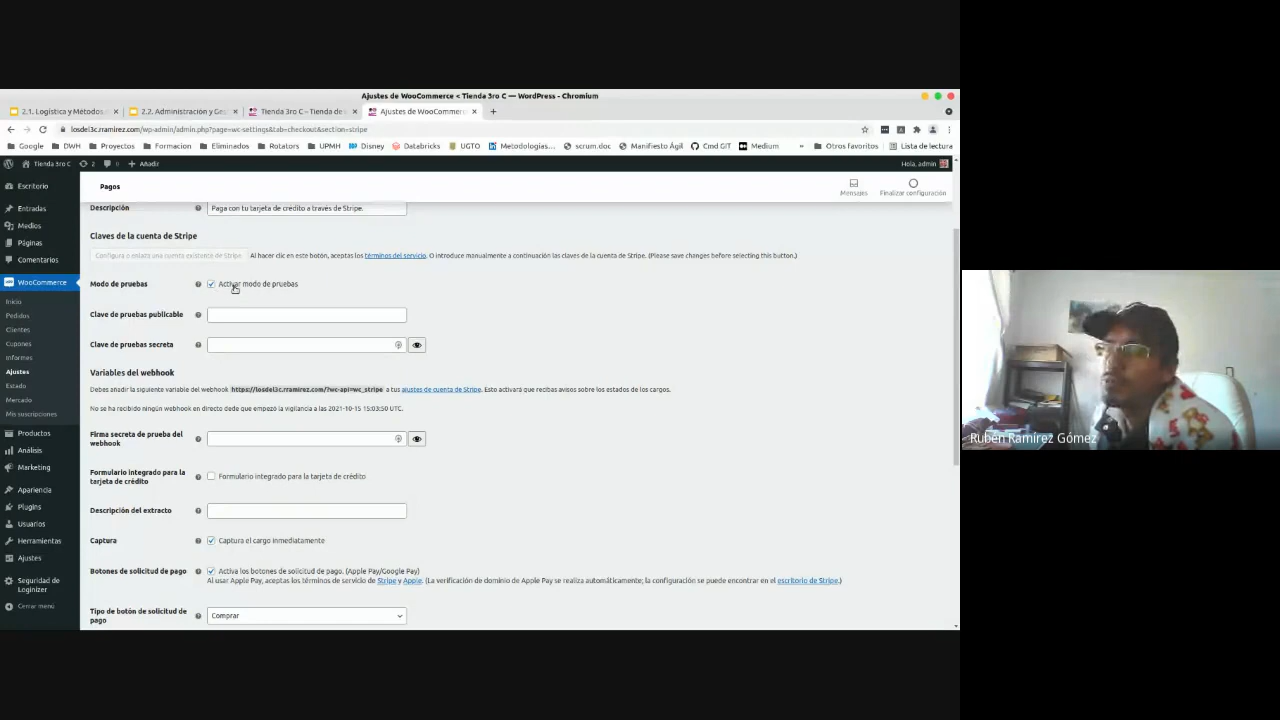 Ajustes de WooCommerce < Tienda 3ro C — WordPress - Chromium
2.1. Logística y Métodos
2.2. Administración y Ges
Tienda 3ro C – Tienda de
Ajustes de WooCommerc
losdel3c.rramirez.com/wp-admin/admin.php?page=wc-settings&tab=checkout&section=stripe
Google DWH Proyectos Formacion Eliminados Rotators UPMH Disney Databricks UGTO Metodologías... scrum.doc Manifiesto Ágil Cmd GIT Medium » Otros favoritos Lista de lectura
Tienda 3ro C 2 Añadir Hola, admin
Escritorio
Entradas
Medios
Páginas
Comentarios
WooCommerce
Inicio
Pedidos
Clientes
Cupones
Informes
Ajustes
Estado
Mercado
Mis suscripciones
Productos
Análisis
Marketing
Apariencia
Plugins
Usuarios
Herramientas
Ajustes
Seguridad de
Loginizer
Cerrar menú
Pagos
Mensajes
Finalizar configuración
Descripción
Paga con tu tarjeta de crédito a través de Stripe.
Claves de la cuenta de Stripe
Configura o enlaza una cuenta existente de Stripe Al hacer clic en este botón, aceptas los términos del servicio. O introduce manualmente a continuación las claves de la cuenta de Stripe. (Please save changes before selecting this button.)
Modo de pruebas
Activar modo de pruebas
Clave de pruebas publicable
Clave de pruebas secreta
Variables del webhook
Debes añadir la siguiente variable del webhook https://losdel3c.rramirez.com/?wc-api=wc_stripe a tus ajustes de cuenta de Stripe. Esto activará que recibas avisos sobre los estados de los cargos.
No se ha recibido ningún webhook en directo dede que empezó la vigilancia a las 2021-10-15 15:03:50 UTC.
Firma secreta de prueba del
webhook
Formulario integrado para la
tarjeta de crédito
Formulario integrado para la tarjeta de crédito
Descripción del extracto
Captura
Captura el cargo inmediatamente
Botones de solicitud de pago
Activa los botones de solicitud de pago. (Apple Pay/Google Pay)
Al usar Apple Pay, aceptas los términos de servicio de Stripe y Apple. (La verificación de dominio de Apple Pay se realiza automáticamente; la configuración se puede encontrar en el escritorio de Stripe.)
Tipo de botón de solicitud de
pago
Comprar
Rubén Ramírez Gómez